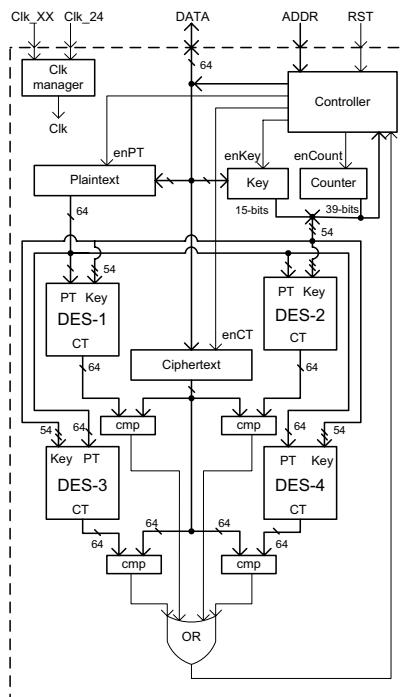 Clk_XX Clk_24 DATA ADDR RST
64
Clk manager
Clk
Controller
enPT enKey enCount
Plaintext Key Counter
64 15-bits 39-bits
54
54
PT Key PT Key
DES-1 DES-2
CT CT
enCT
Ciphertext
64 64
cmp cmp
54 64 64 54
Key PT PT Key
DES-3 DES-4
CT CT
64 64 64 64
cmp cmp
OR